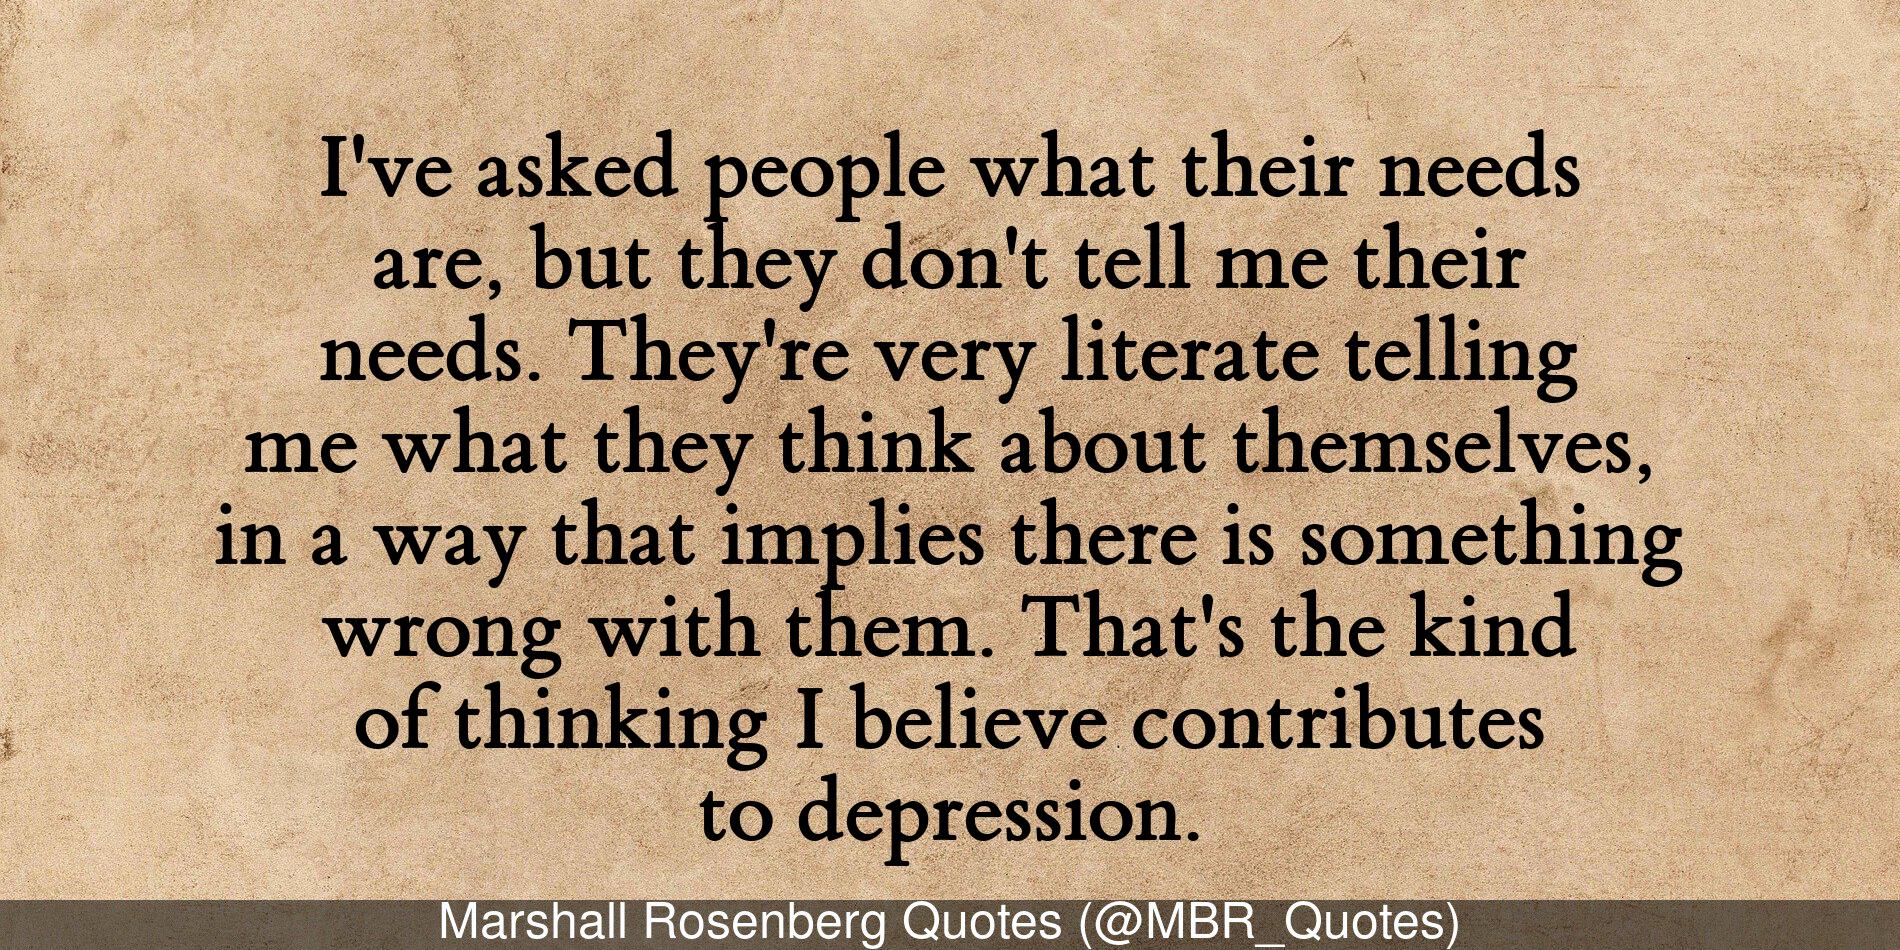 I've asked people what their needs
are, but they don't tell me their
needs. They're very literate telling
me what they think about themselves,
in a way that implies there is something
wrong with them. That's the kind
of thinking I believe contributes
to depression.
Marshall Rosenberg Quotes (@MBR_Quotes)